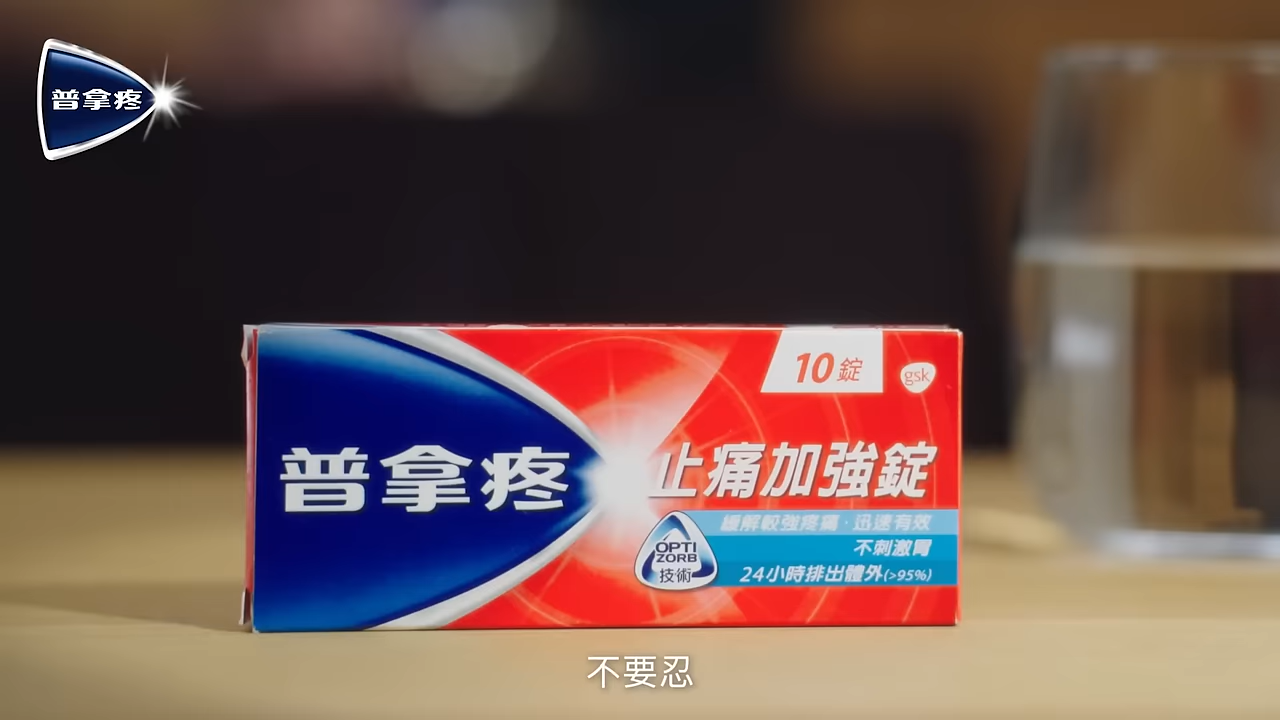 普拿疼
10錠
gsk
普拿疼
止痛加強錠
緩解較強疼痛·迅速有效
OPTI
ZORB
技術
不刺激胃
24小時排出體外(>95%)
不要忍